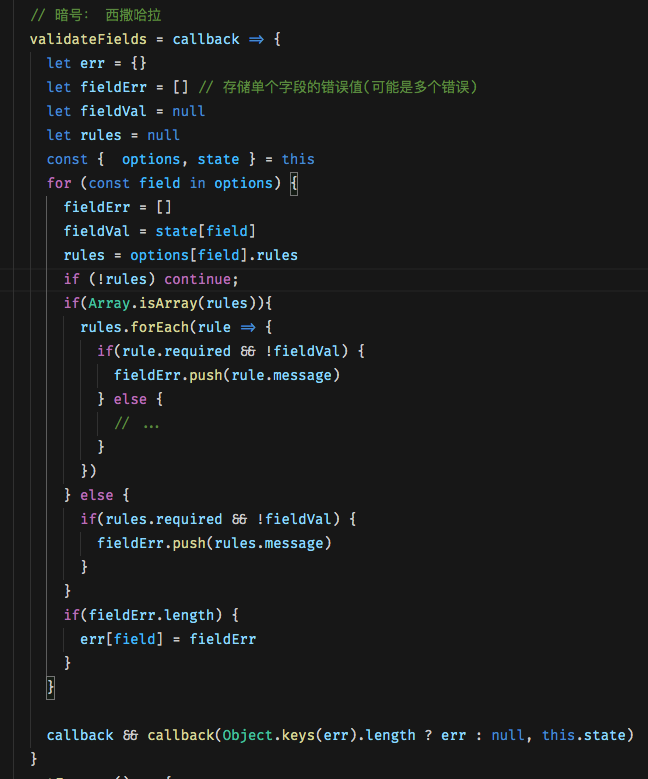 // 暗号： 西撒哈拉
validateFields = callback => {
let err = {}
let fieldErr = [] // 存储单个字段的错误值(可能是多个错误)
let fieldVal = null
let rules = null
const {  options, state } = this
for (const field in options) {
fieldErr = []
fieldVal = state[field]
rules = options[field].rules
if (!rules) continue;
if(Array.isArray(rules)){
rules.forEach(rule => {
if(rule.required && !fieldVal) {
fieldErr.push(rule.message)
} else {
// ...
}
})
} else {
if(rules.required && !fieldVal) {
fieldErr.push(rules.message)
}
}
if(fieldErr.length) {
err[field] = fieldErr
}
}
callback && callback(Object.keys(err).length ? err : null, this.state)
}